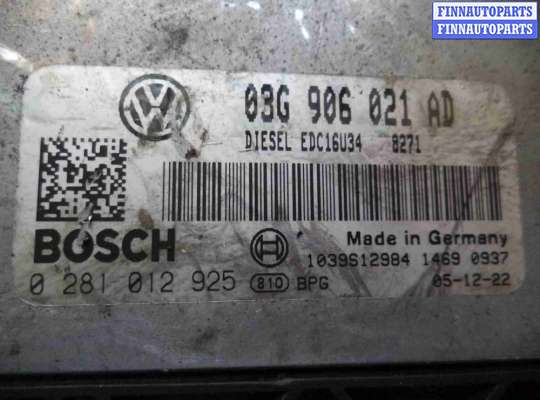 FINNAUTOPARTS
FINNAUTOPARTS
03G 906 021 AD
DIESEL EDC16U34 8271
BOSCH
Made in Germany
1039S12984 1469 0937
0 281 012 925 810 BPG
05-12-22